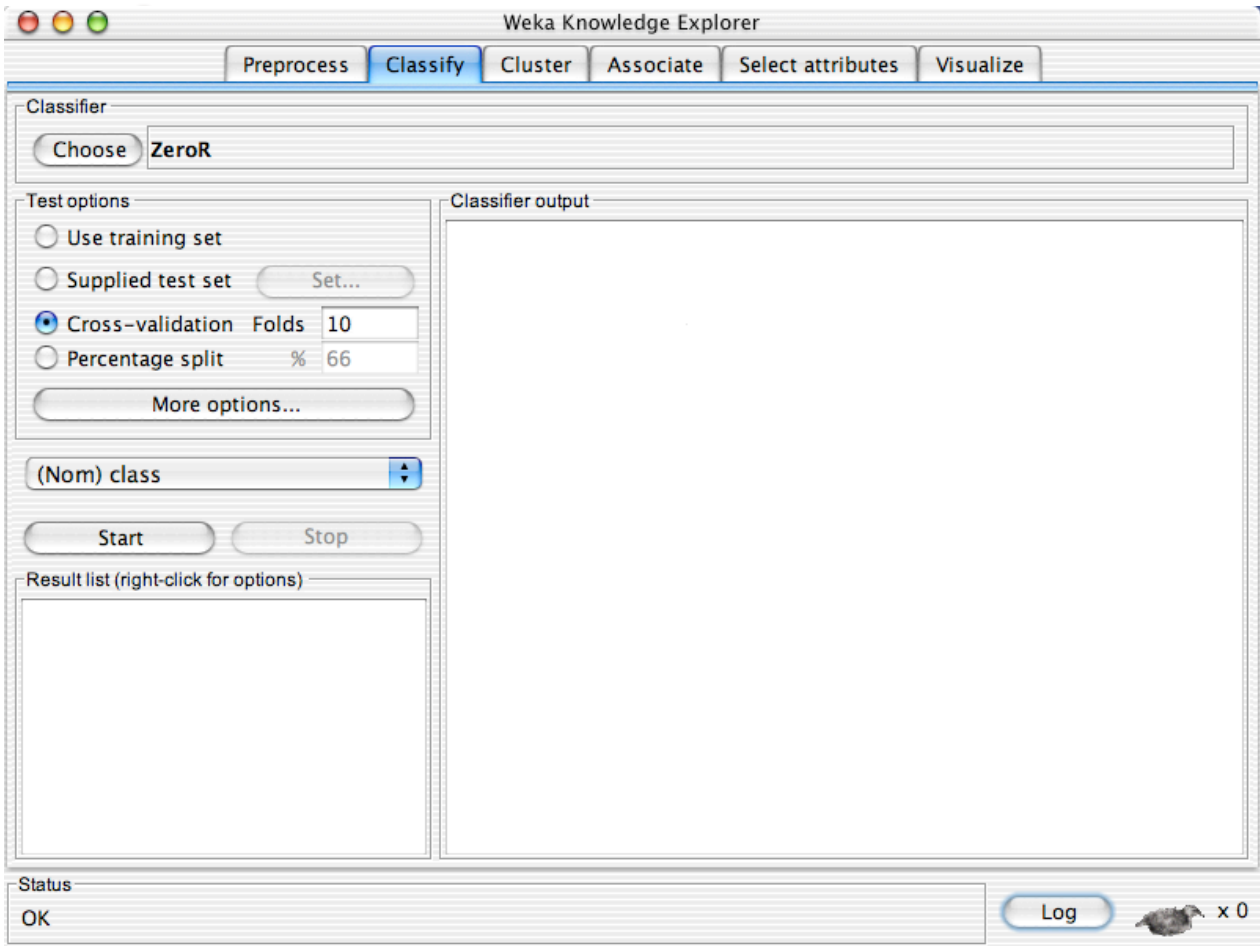 Weka Knowledge Explorer
Preprocess Classify Cluster Associate Select attributes Visualize
Classifier
Choose ZeroR
Test options
Use training set
Supplied test set Set...
Cross-validation Folds 10
Percentage split % 66
More options...
(Nom) class
Start Stop
Result list (right-click for options)
Classifier output
Status
OK
Log x 0